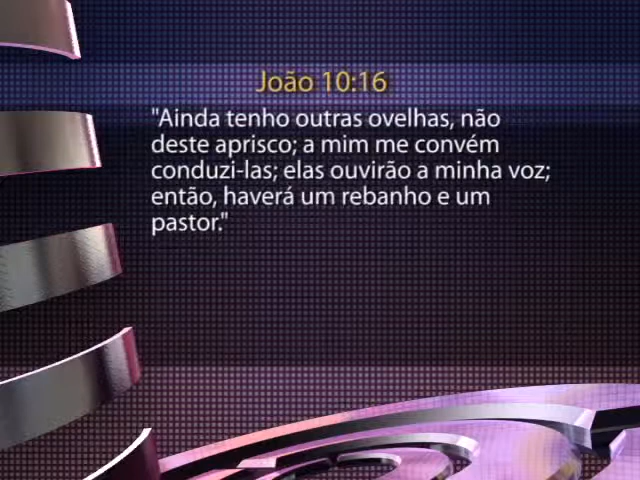 João 10:16
"Ainda tenho outras ovelhas, não
deste aprisco; a mim me convém
conduzi-las; elas ouvirão a minha voz;
então, haverá um rebanho e um
pastor."